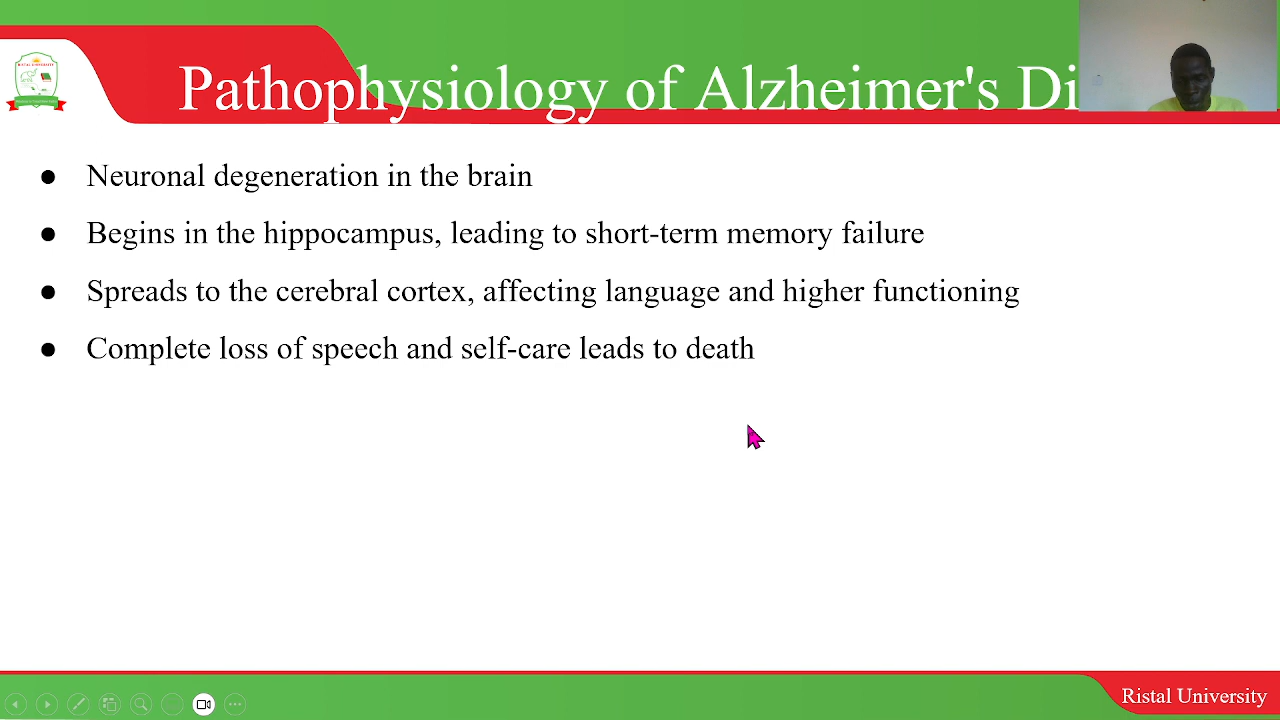 RISTAL UNIVERSITY
Pathophysiology of Alzheimer's Di
● Neuronal degeneration in the brain
● Begins in the hippocampus, leading to short-term memory failure
● Spreads to the cerebral cortex, affecting language and higher functioning
● Complete loss of speech and self-care leads to death
Ristal University